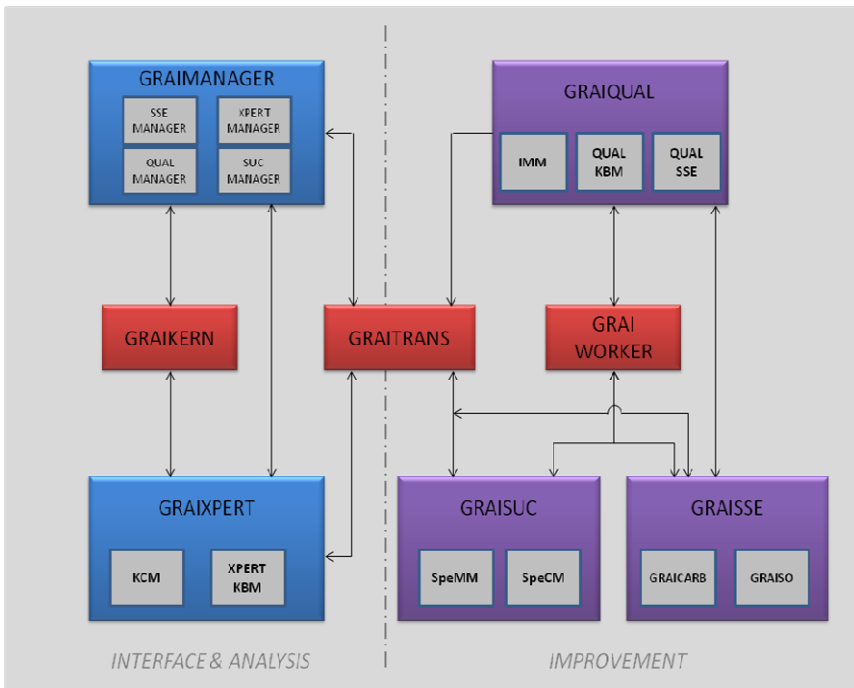 GRAIMANAGER
SSE
MANAGER
XPERT
MANAGER
QUAL
MANAGER
SUC
MANAGER
GRAIQUAL
IMM
QUAL
KBM
QUAL
SSE
GRAIKERN
GRAITRANS
GRAI
WORKER
GRAIXPERT
KCM
XPERT
KBM
GRAISUC
SpeMM
SpeCM
GRAISSE
GRAICARB
GRAISO
INTERFACE & ANALYSIS
IMPROVEMENT